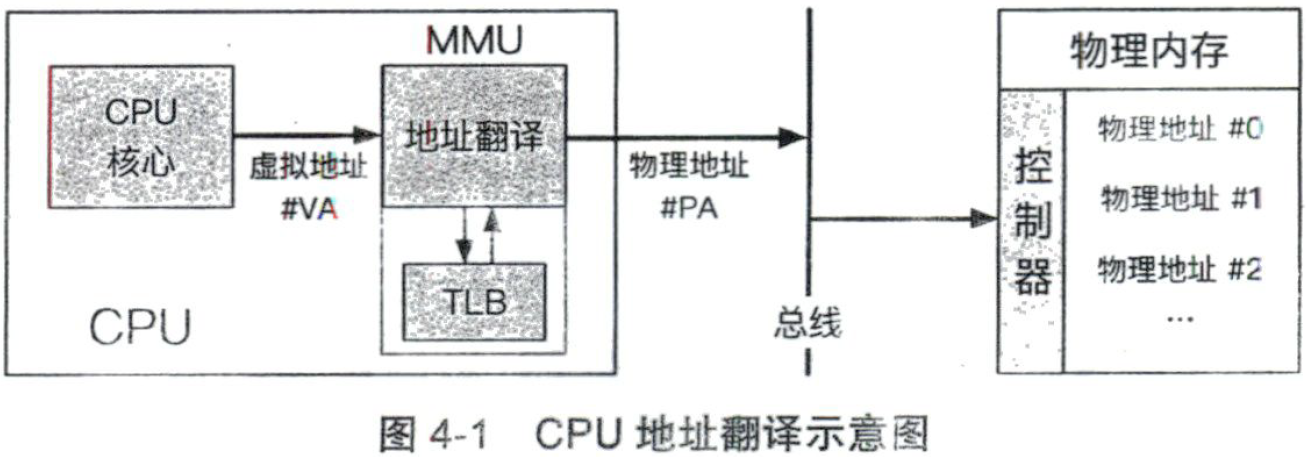 MMU
CPU
核心
虚拟地址
#VA
地址翻译
TLB
CPU
物理地址
#PA
总线
物理内存
控
制
器
物理地址 #0
物理地址 #1
物理地址 #2
...
图 4-1 CPU 地址翻译示意图